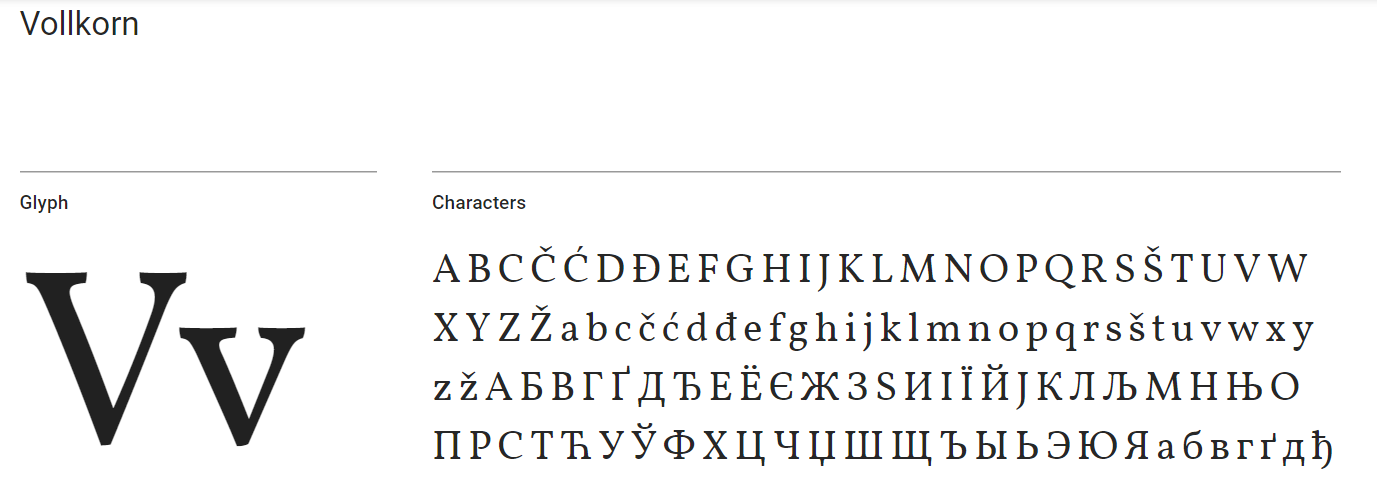 Vollkorn
Glyph
Characters
Vv
A B C Č Ć D Đ E F G H I J K L M N O P Q R S Š T U V W
X Y Z Ž a b c č ć d đ e f g h i j k l m n o p q r s š t u v w x y
z ž А Б В Г Ґ Д Ђ Е Ё Є Ж З Ѕ И І Ї Й Ј К Л Љ М Н Њ О
П Р С Т Ћ У Ў Ф Х Ц Ч Џ Ш Щ Ъ Ы Ь Э Ю Я а б в г ґ д ђ